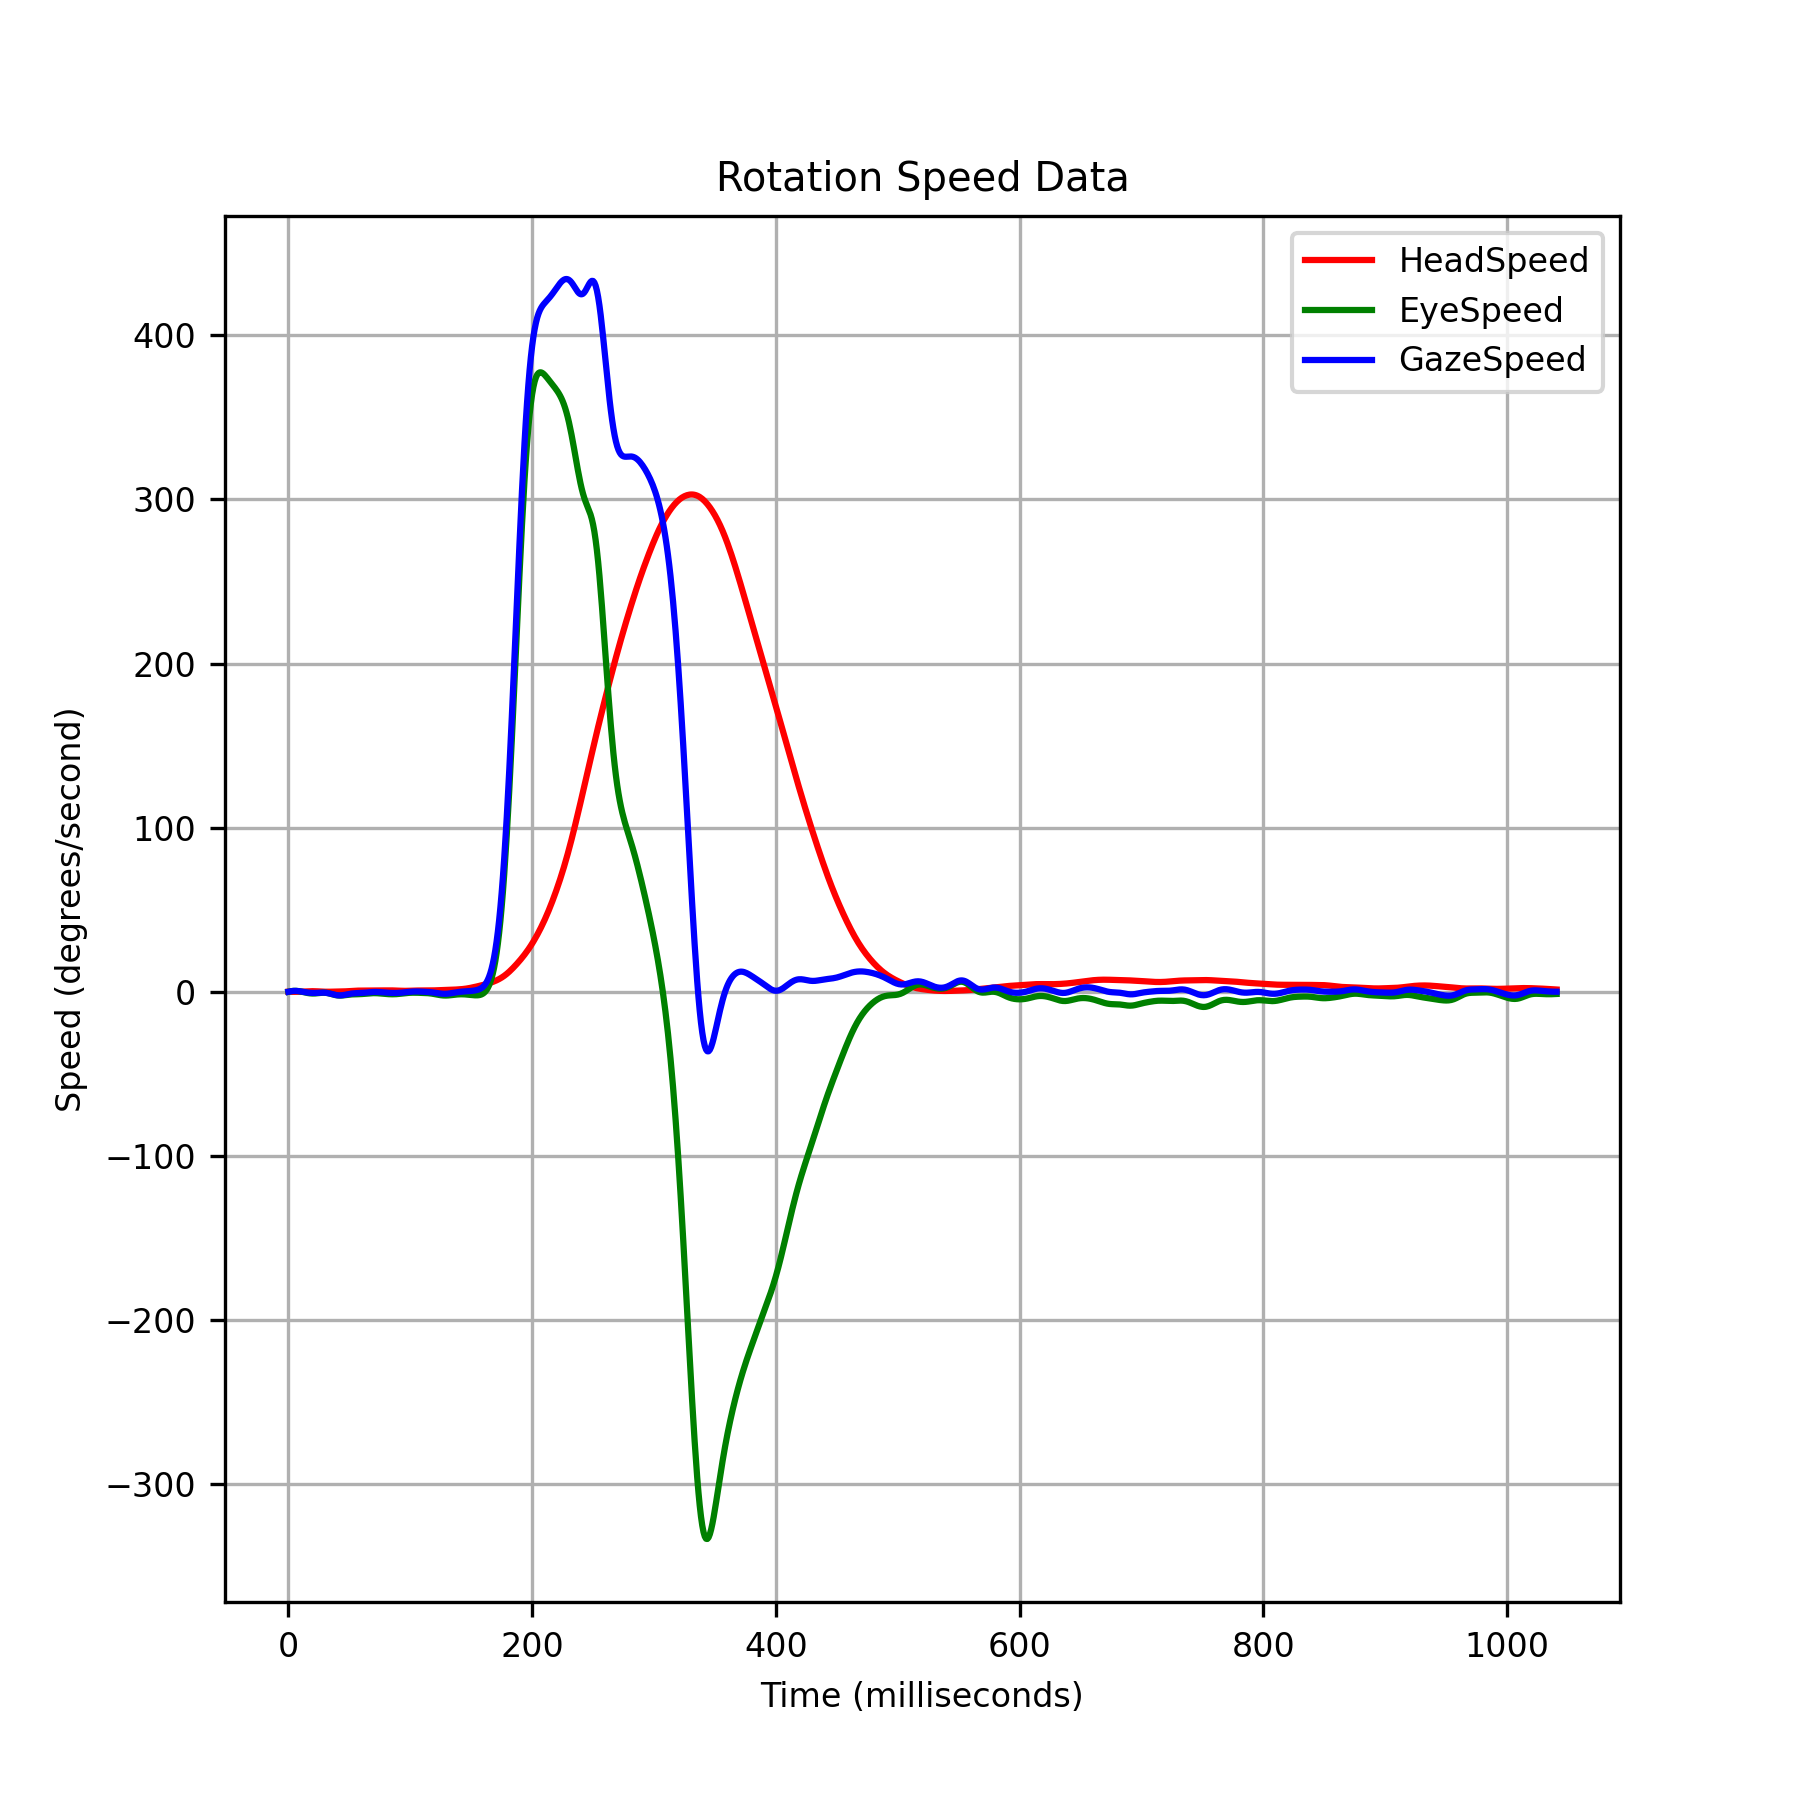 Rotation Speed Data
HeadSpeed
EyeSpeed
GazeSpeed
400
300
200
100
0
−100
−200
−300
Speed (degrees/second)
0 200 400 600 800 1000
Time (milliseconds)